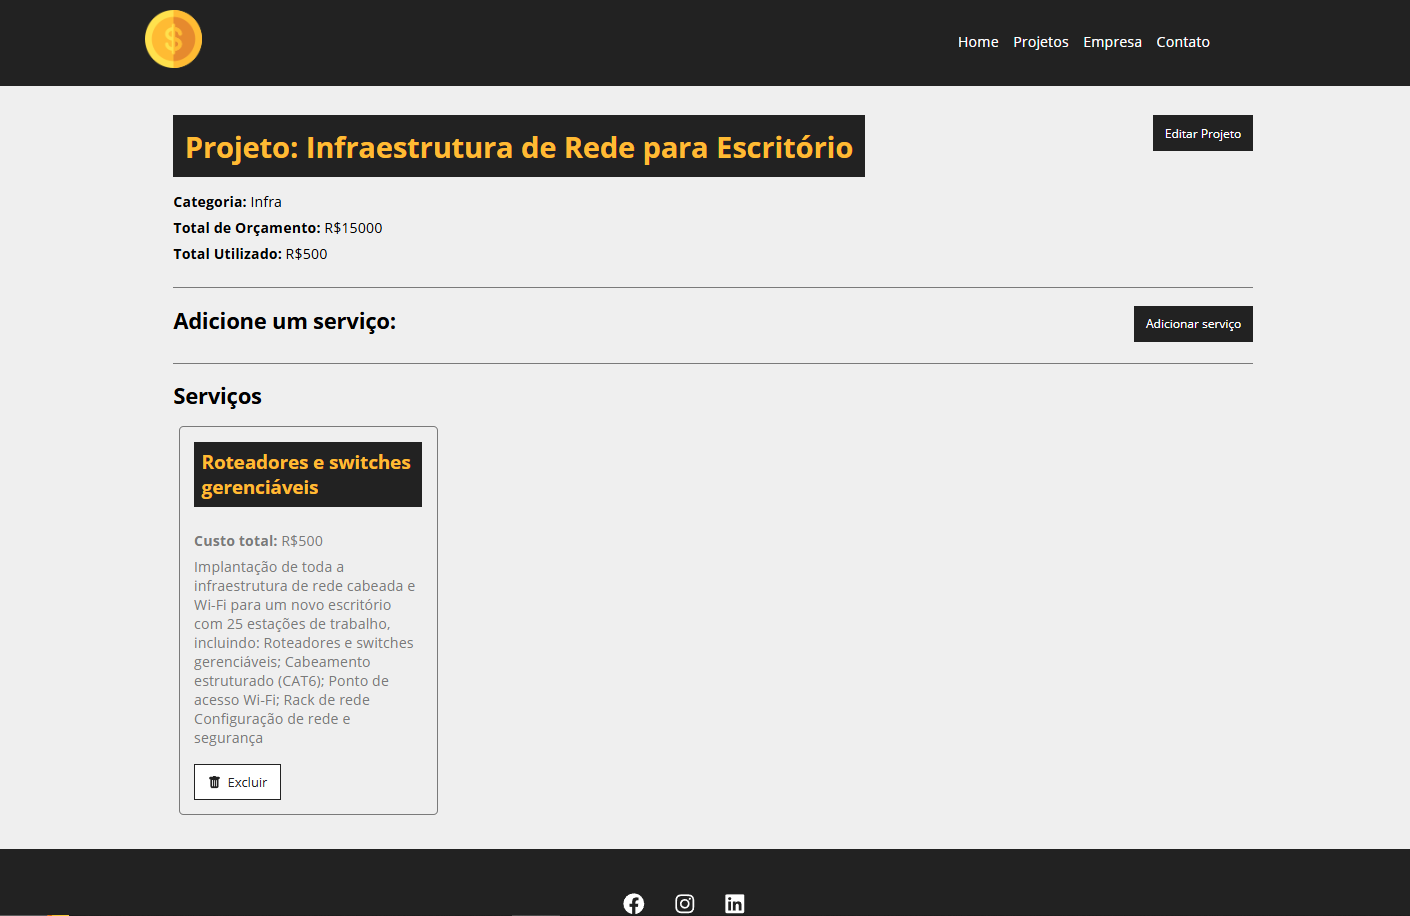 $
Home Projetos Empresa Contato
Projeto: Infraestrutura de Rede para Escritório
Editar Projeto
Categoria: Infra
Total de Orçamento: R$15000
Total Utilizado: R$500
Adicione um serviço:
Adicionar serviço
Serviços
Roteadores e switches
gerenciáveis
Custo total: R$500
Implantação de toda a
infraestrutura de rede cabeada e
Wi-Fi para um novo escritório
com 25 estações de trabalho,
incluindo: Roteadores e switches
gerenciáveis; Cabeamento
estruturado (CAT6); Ponto de
acesso Wi-Fi; Rack de rede
Configuração de rede e
segurança
Excluir